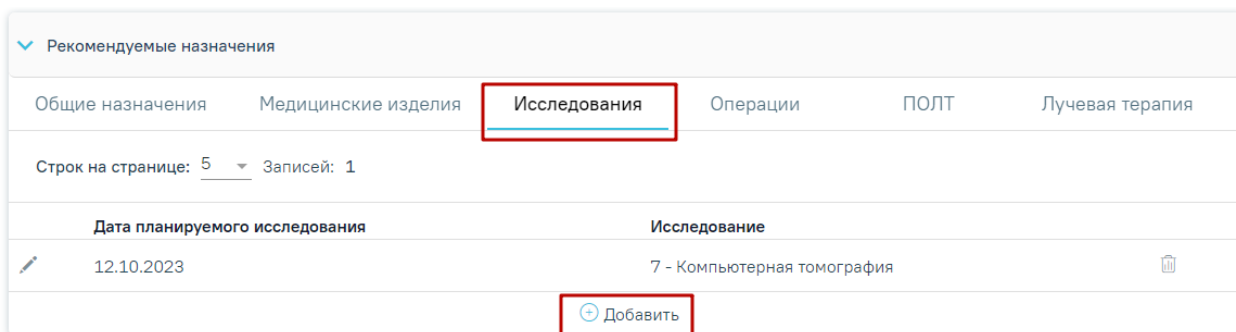 Рекомендуемые назначения
Общие назначения Медицинские изделия Исследования Операции ПОЛТ Лучевая терапия
Строк на странице: 5 Записей: 1
Дата планируемого исследования Исследование
12.10.2023 7 - Компьютерная томография
Добавить